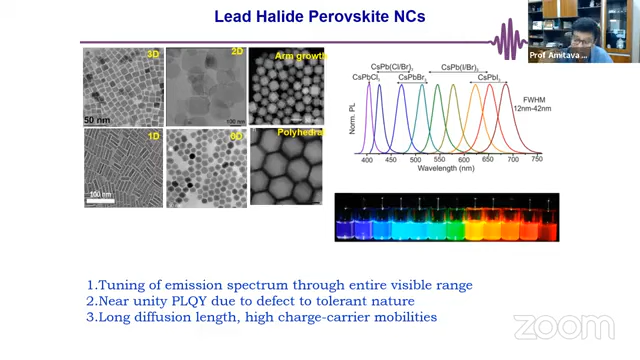 Lead Halide Perovskite NCs
Prof Amitava ...
3D
2D
Arm growth
50 nm
100 nm
1D
0D
Polyhedral
100 nm
CsPb(Cl/Br)₃
CsPb(I/Br)₃
CsPbCl₃
CsPbBr₃
CsPbI₃
FWHM
12nm-42nm
Norm. PL
400 450 500 550 600 650 700 750
Wavelength (nm)
1.Tuning of emission spectrum through entire visible range
2.Near unity PLQY due to defect to tolerant nature
3.Long diffusion length, high charge-carrier mobilities
zoom